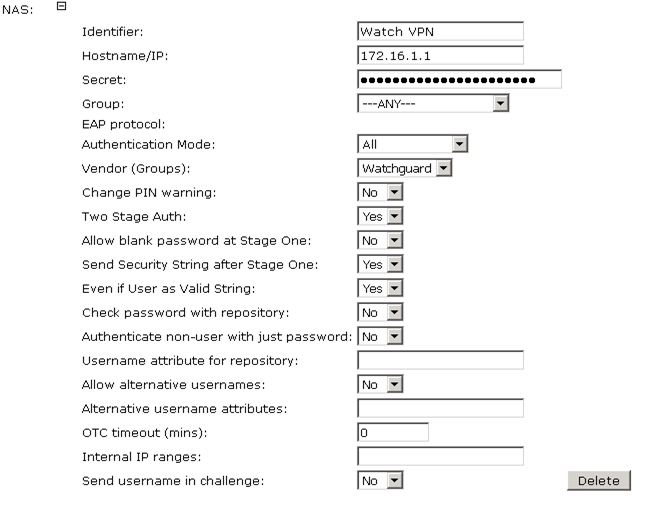 NAS:
Identifier: Watch VPN
Hostname/IP: 172.16.1.1
Secret: ●●●●●●●●●●●●●●●●●●●●●●
Group: ---ANY---
EAP protocol:
Authentication Mode: All
Vendor (Groups): Watchguard
Change PIN warning: No
Two Stage Auth: Yes
Allow blank password at Stage One: No
Send Security String after Stage One: Yes
Even if User as Valid String: Yes
Check password with repository: No
Authenticate non-user with just password: No
Username attribute for repository:
Allow alternative usernames: No
Alternative username attributes:
OTC timeout (mins): 0
Internal IP ranges:
Send username in challenge: No Delete